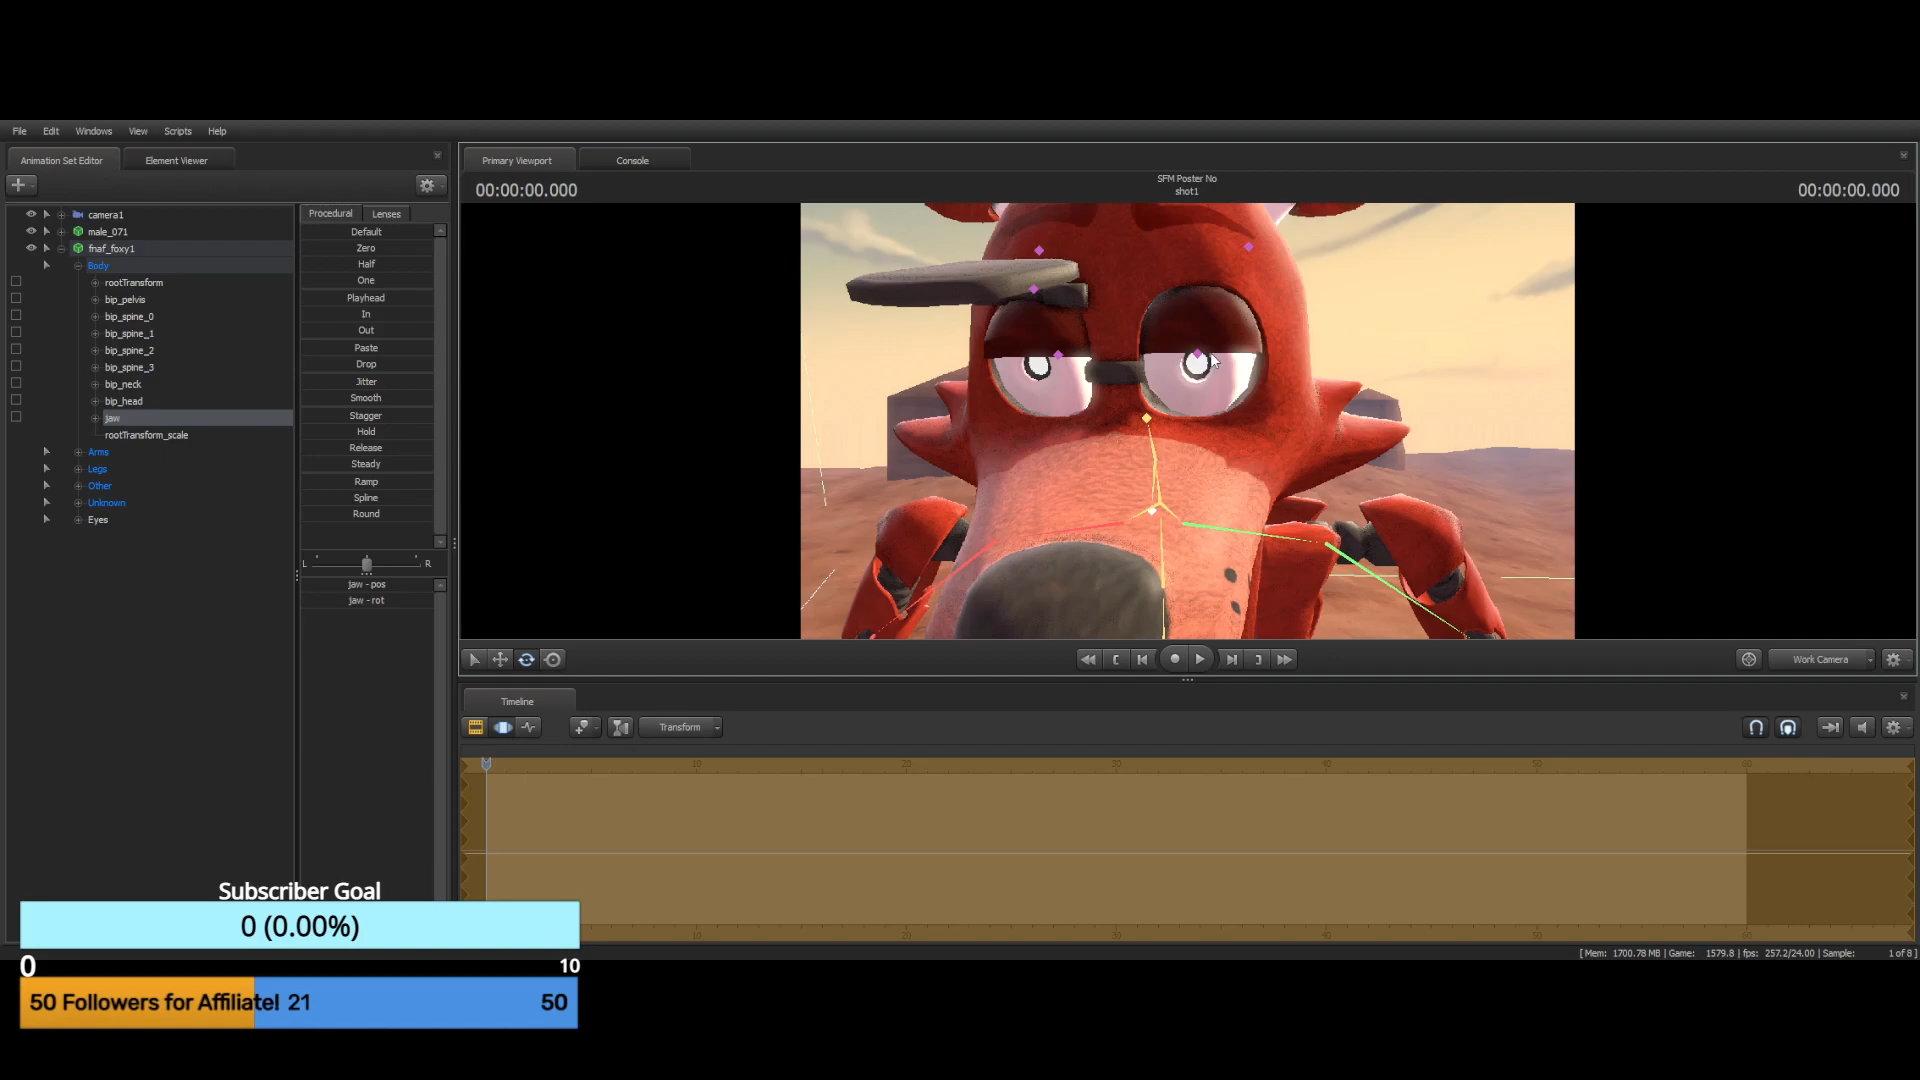 File Edit Windows View Scripts Help
Animation Set Editor Element Viewer
Primary Viewport Console
00:00:00.000
SFM Poster No
shot1
00:00:00.000
camera1
male_071
fnaf_foxy1
Body
rootTransform
bip_pelvis
bip_spine_0
bip_spine_1
bip_spine_2
bip_spine_3
bip_neck
bip_head
jaw
rootTransform_scale
Arms
Legs
Other
Unknown
Eyes
Procedural Lenses
Default
Zero
Half
One
Playhead
In
Out
Paste
Drop
Jitter
Smooth
Stagger
Hold
Release
Steady
Ramp
Spline
Round
L R
jaw - pos
jaw - rot
Work Camera
Timeline
Transform
10 20 30 40 50 60
10 20 30 40 50 60
[ Mem: 1700.78 MB | Game: 1579.8 | fps: 257.2/24.00 | Sample: 1 of 8 ]
Subscriber Goal
0 (0.00%)
0 10
50 Followers for Affiliate! 21 50